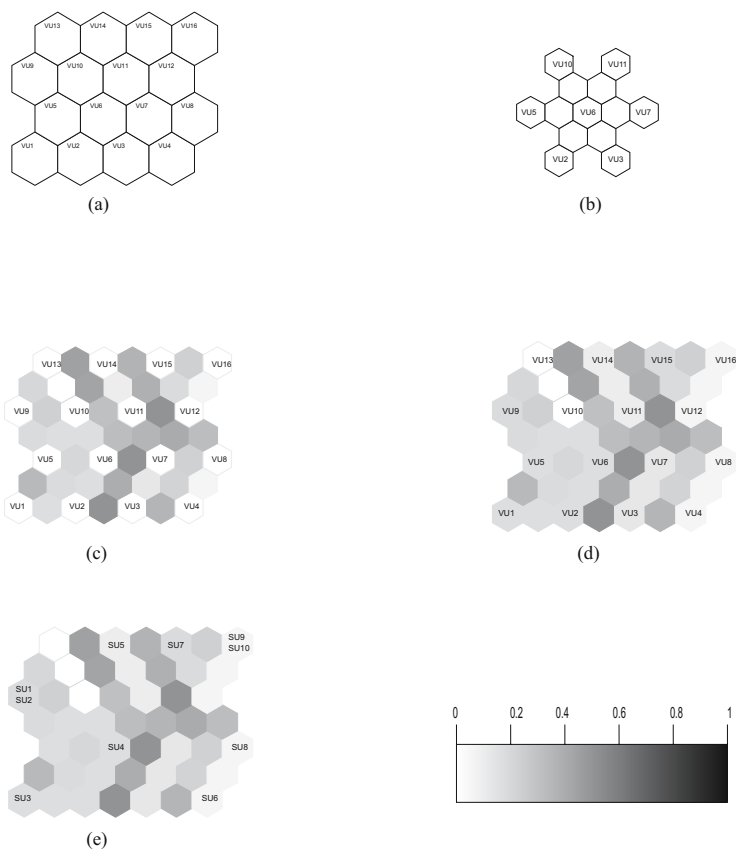 VU13 VU14 VU15 VU16
VU9 VU10 VU11 VU12
VU5 VU6 VU7 VU8
VU1 VU2 VU3 VU4
(a)
VU10 VU11
VU5 VU6 VU7
VU2 VU3
(b)
VU13 VU14 VU15 VU16
VU9 VU10 VU11 VU12
VU5 VU6 VU7 VU8
VU1 VU2 VU3 VU4
(c)
VU13 VU14 VU15 VU16
VU9 VU10 VU11 VU12
VU5 VU6 VU7 VU8
VU1 VU2 VU3 VU4
(d)
SU5 SU7 SU9
SU10
SU1
SU2
SU4 SU8
SU3 SU6
(e)
0 0.2 0.4 0.6 0.8 1